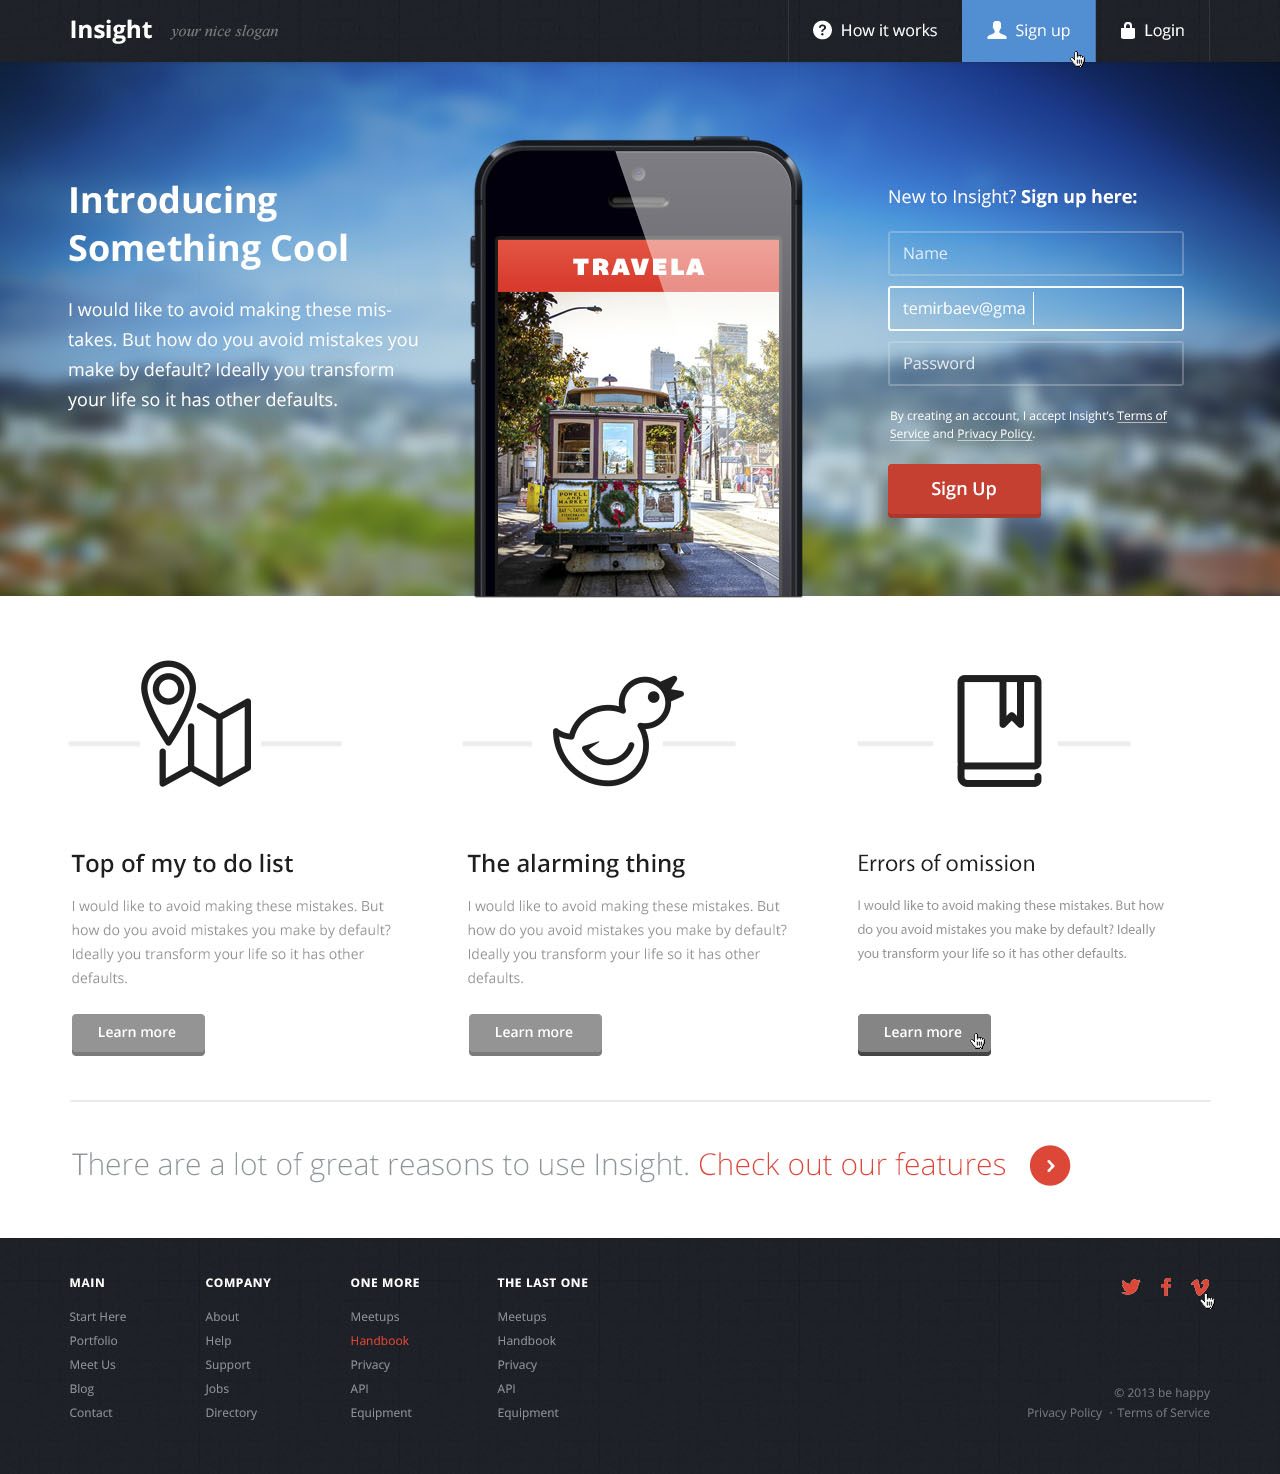 Insight your nice slogan
How it works
Sign up
Login
Introducing
Something Cool
I would like to avoid making these mis-
takes. But how do you avoid mistakes you
make by default? Ideally you transform
your life so it has other defaults.
TRAVELA
POWELL
AND
MARKET
BAY & TAYLOR
New to Insight? Sign up here:
Name
temirbaev@gma
Password
By creating an account, I accept Insight's Terms of
Service and Privacy Policy.
Sign Up
Top of my to do list
I would like to avoid making these mistakes. But
how do you avoid mistakes you make by default?
Ideally you transform your life so it has other
defaults.
Learn more
The alarming thing
I would like to avoid making these mistakes. But
how do you avoid mistakes you make by default?
Ideally you transform your life so it has other
defaults.
Learn more
Errors of omission
I would like to avoid making these mistakes. But how
do you avoid mistakes you make by default? Ideally
you transform your life so it has other defaults.
Learn more
There are a lot of great reasons to use Insight. Check out our features
MAIN
Start Here
Portfolio
Meet Us
Blog
Contact
COMPANY
About
Help
Support
Jobs
Directory
ONE MORE
Meetups
Handbook
Privacy
API
Equipment
THE LAST ONE
Meetups
Handbook
Privacy
API
Equipment
© 2013 be happy
Privacy Policy · Terms of Service